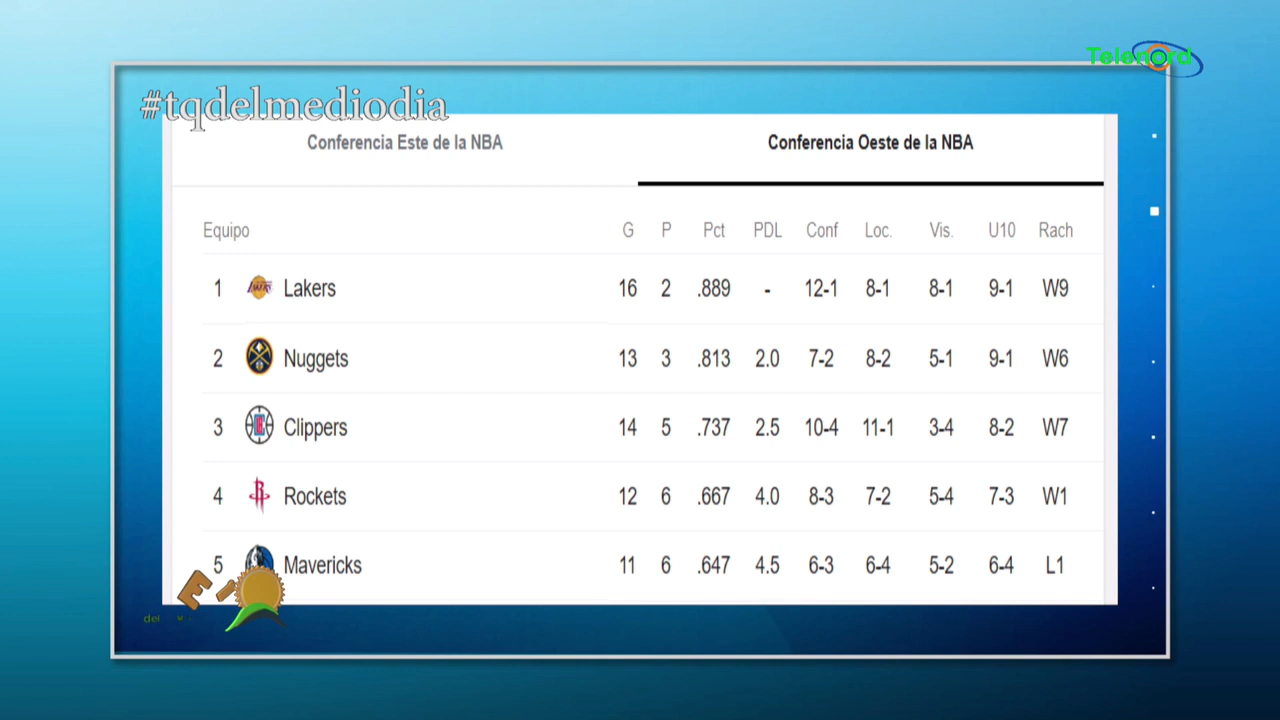 Telenord
#tqdelmediodia
Conferencia Este de la NBA Conferencia Oeste de la NBA
Equipo G P Pct PDL Conf Loc. Vis. U10 Rach
1 Lakers 16 2 .889 - 12-1 8-1 8-1 9-1 W9
2 Nuggets 13 3 .813 2.0 7-2 8-2 5-1 9-1 W6
3 Clippers 14 5 .737 2.5 10-4 11-1 3-4 8-2 W7
4 Rockets 12 6 .667 4.0 8-3 7-2 5-4 7-3 W1
5 Mavericks 11 6 .647 4.5 6-3 6-4 5-2 6-4 L1
del